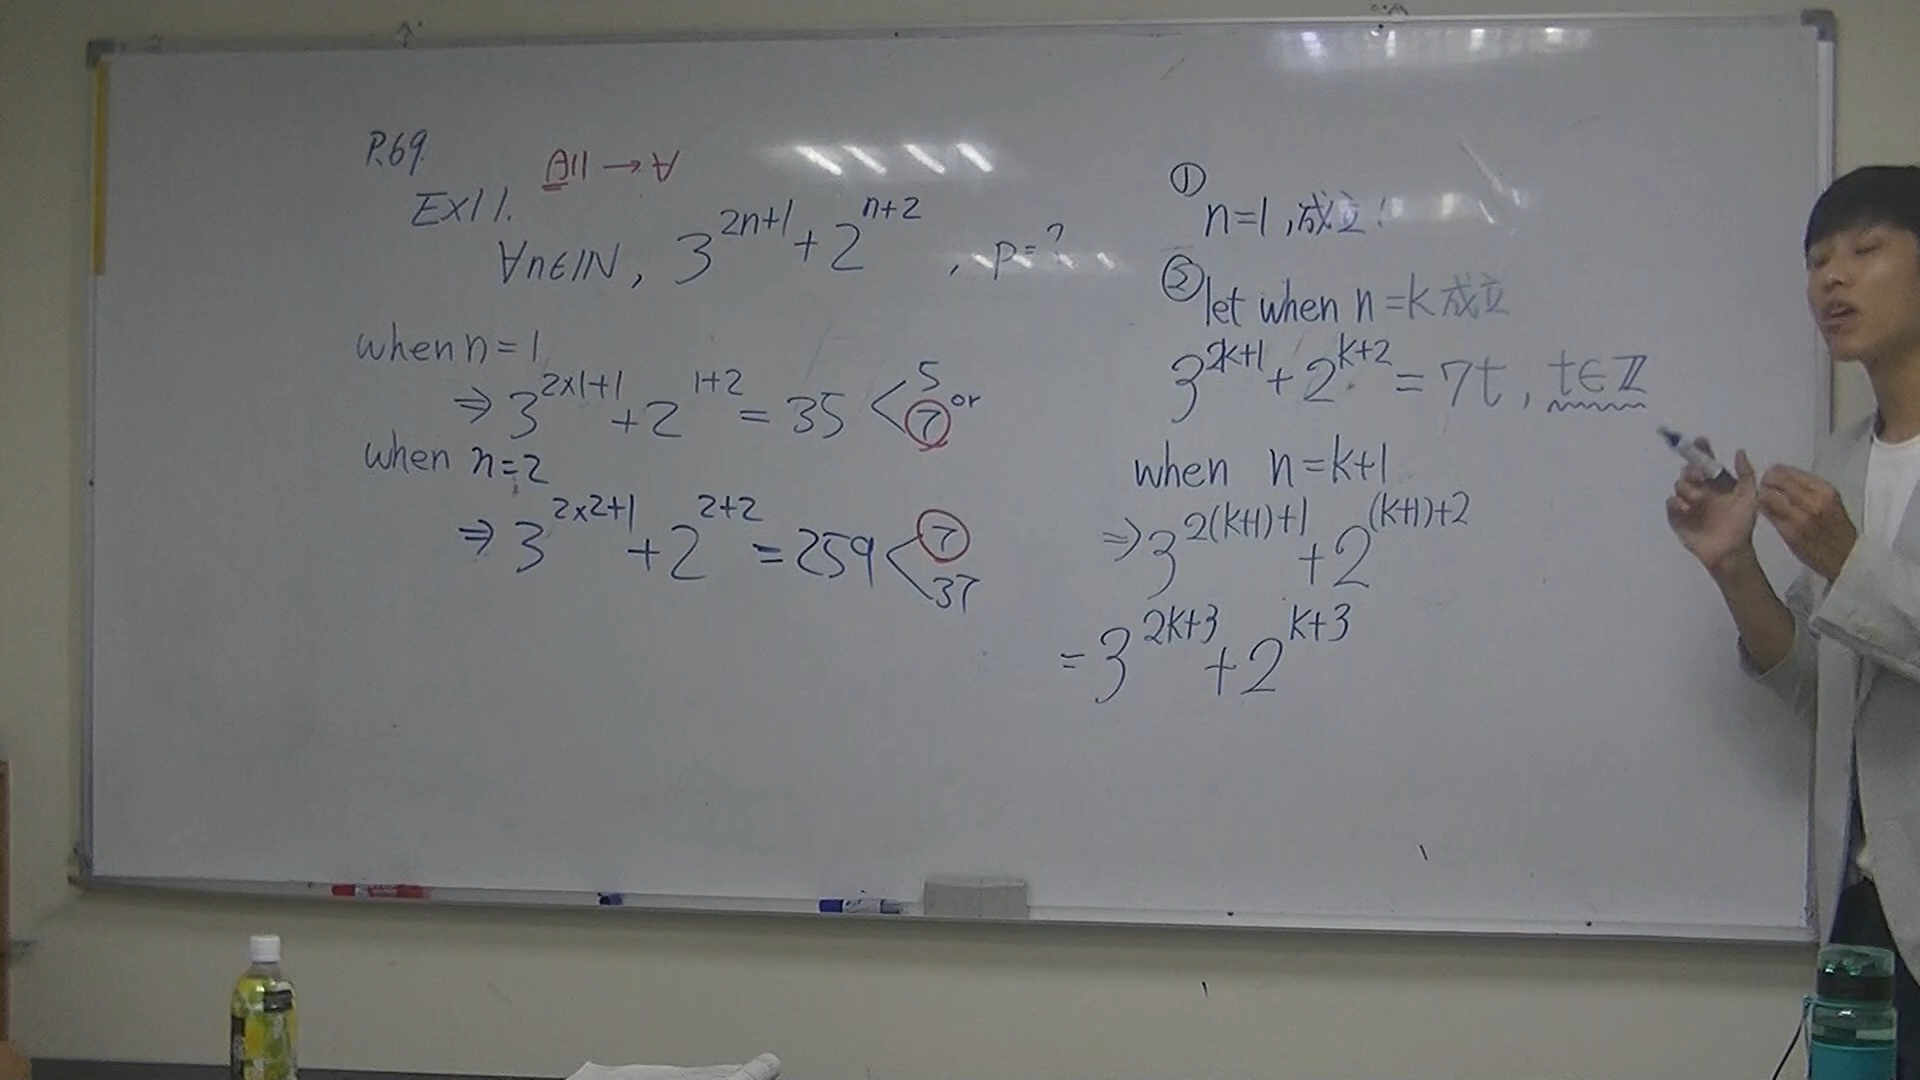 P.69
All → ∀
EX11.
∀n∈ℕ, 3^{2n+1} + 2^{n+2}, p=?
when n=1
⇒ 3^{2×1+1} + 2^{1+2} = 35 < 5 or 7
when n=2
⇒ 3^{2×2+1} + 2^{2+2} = 259 < 7 37
① n=1, 成立!
② let when n=k 成立
3^{2k+1} + 2^{k+2} = 7t, t∈ℤ
when n=k+1
⇒ 3^{2(k+1)+1} + 2^{(k+1)+2}
= 3^{2k+3} + 2^{k+3}